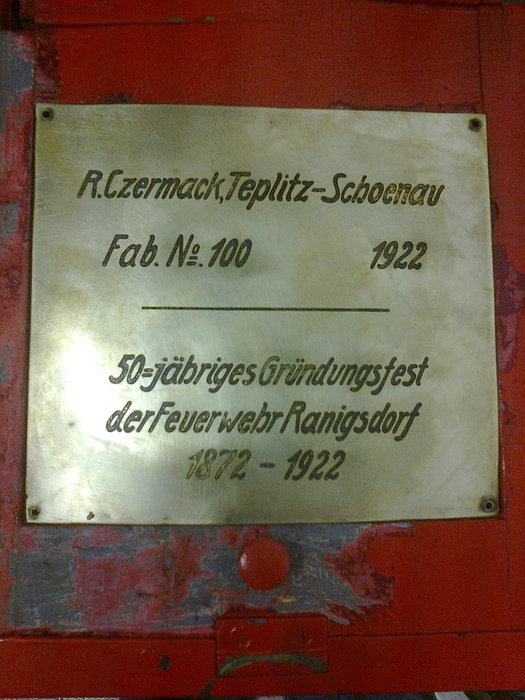 R. Czermack, Teplitz-Schoenau
Fab. No. 100 1922
50=jähriges Gründungsfest
der Feuerwehr Ranigsdorf
1872 - 1922